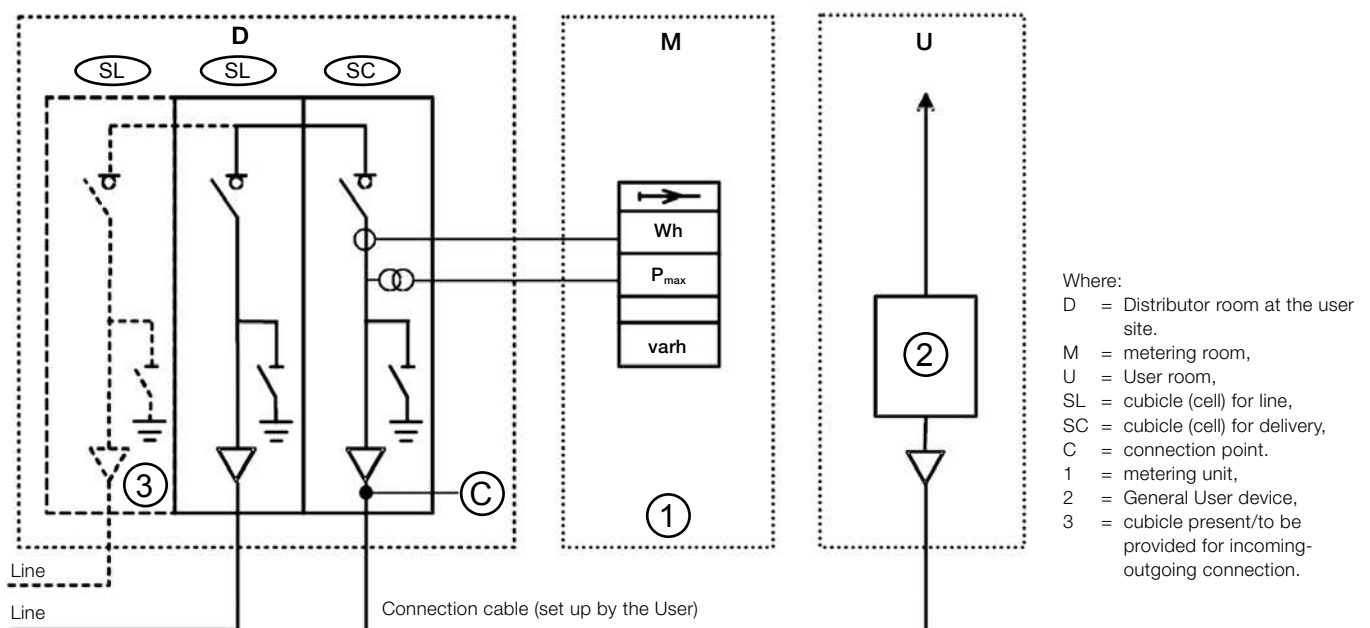 D
M
U
SL
SL
SC
Wh
P_max
varh
2
3
C
1
Line
Line
Connection cable (set up by the User)
Where:
D = Distributor room at the user
site.
M = metering room,
U = User room,
SL = cubicle (cell) for line,
SC = cubicle (cell) for delivery,
C = connection point.
1 = metering unit,
2 = General User device,
3 = cubicle present/to be
provided for incoming-
outgoing connection.